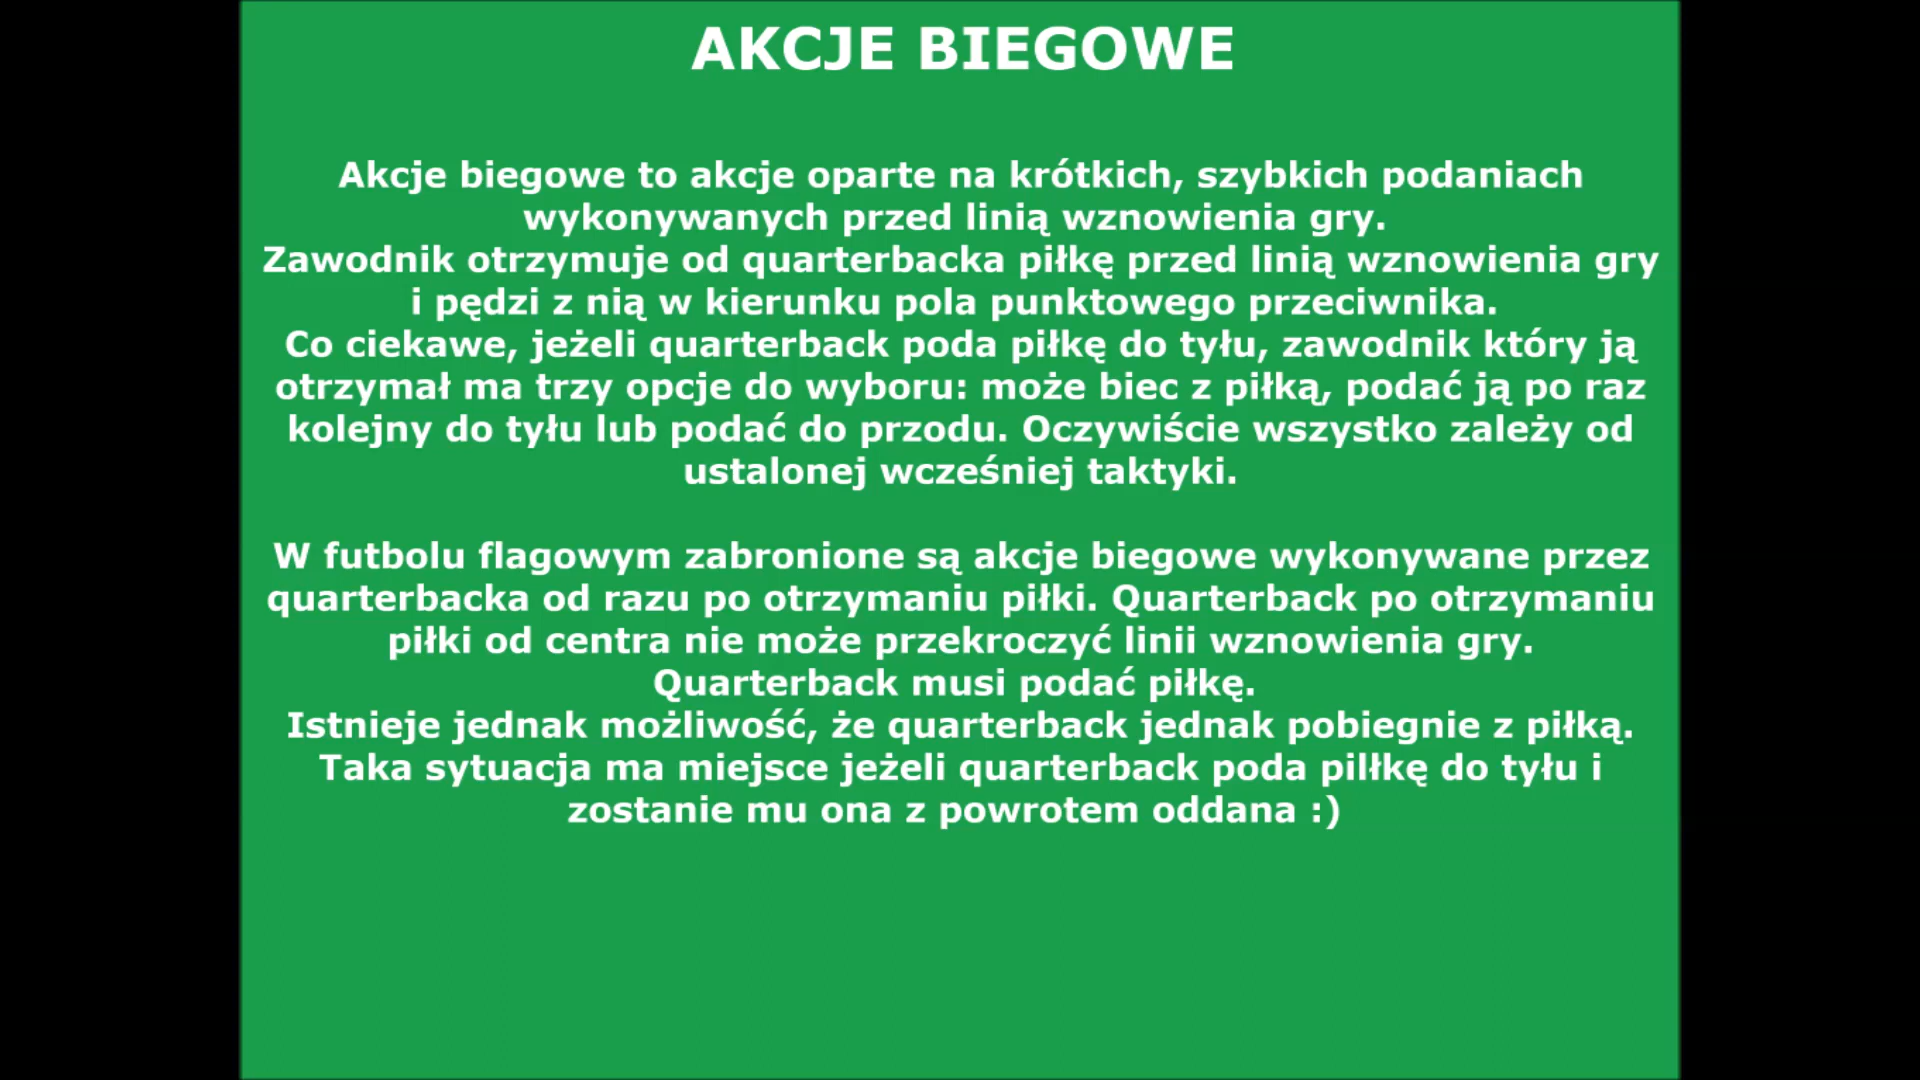 AKCJE BIEGOWE
Akcje biegowe to akcje oparte na krótkich, szybkich podaniach
wykonywanych przed linią wznowienia gry.
Zawodnik otrzymuje od quarterbacka piłkę przed linią wznowienia gry
i pędzi z nią w kierunku pola punktowego przeciwnika.
Co ciekawe, jeżeli quarterback poda piłkę do tyłu, zawodnik który ją
otrzymał ma trzy opcje do wyboru: może biec z piłką, podać ją po raz
kolejny do tyłu lub podać do przodu. Oczywiście wszystko zależy od
ustalonej wcześniej taktyki.
W futbolu flagowym zabronione są akcje biegowe wykonywane przez
quarterbacka od razu po otrzymaniu piłki. Quarterback po otrzymaniu
piłki od centra nie może przekroczyć linii wznowienia gry.
Quarterback musi podać piłkę.
Istnieje jednak możliwość, że quarterback jednak pobiegnie z piłką.
Taka sytuacja ma miejsce jeżeli quarterback poda pilłkę do tyłu i
zostanie mu ona z powrotem oddana :)